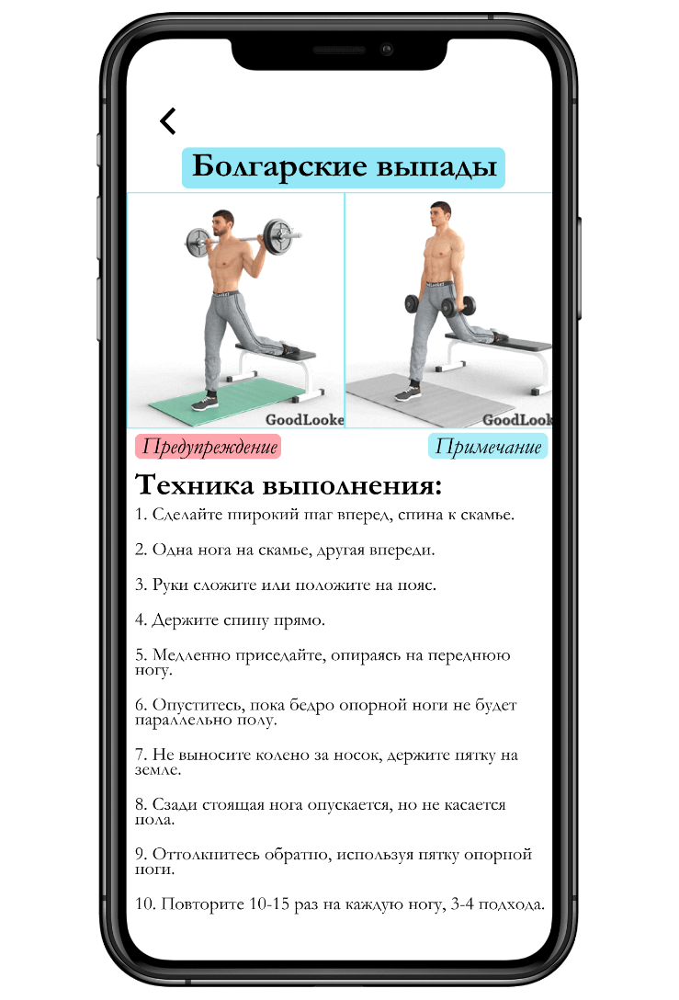 Болгарские выпады
GoodLooke
GoodLook
Предупреждение
Примечание
Техника выполнения:
1. Сделайте широкий шаг вперед, спина к скамье.
2. Одна нога на скамье, другая впереди.
3. Руки сложите или положите на пояс.
4. Держите спину прямо.
5. Медленно приседайте, опираясь на переднюю
ногу.
6. Опуститесь, пока бедро опорной ноги не будет
параллельно полу.
7. Не выносите колено за носок, держите пятку на
земле.
8. Сзади стоящая нога опускается, но не касается
пола.
9. Оттолкнитесь обратно, используя пятку опорной
ноги.
10. Повторите 10-15 раз на каждую ногу, 3-4 подхода.